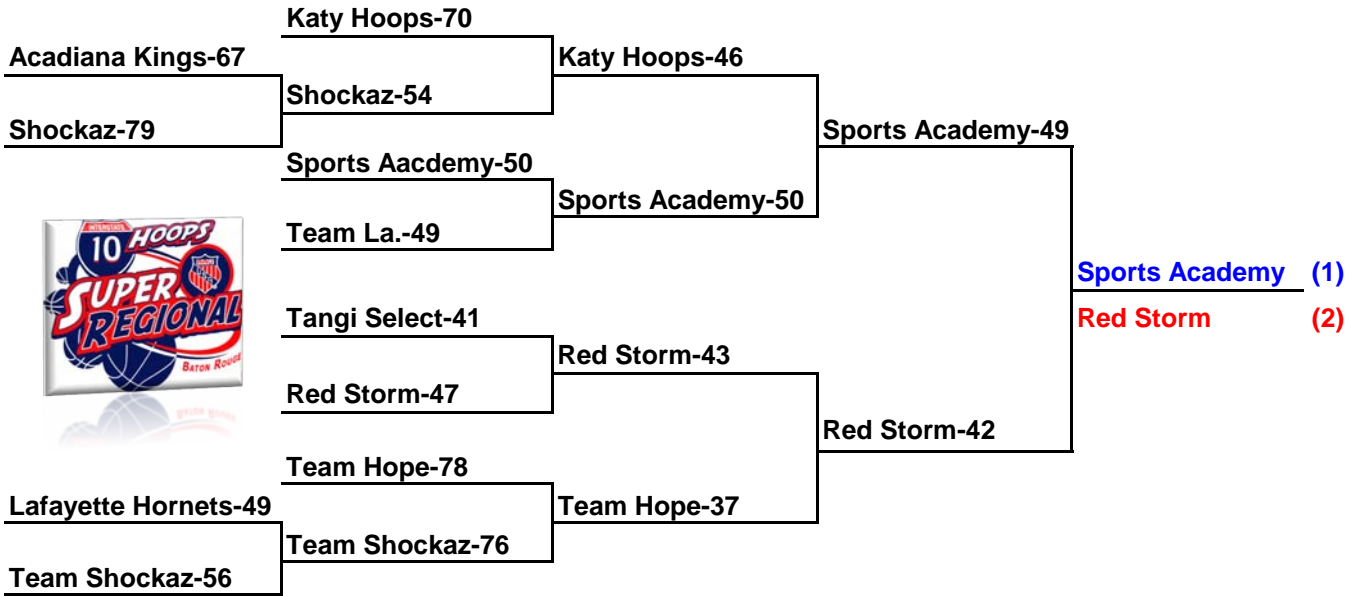 Katy Hoops-70
Acadiana Kings-67
Katy Hoops-46
Shockaz-54
Shockaz-79
Sports Academy-49
Sports Aacdemy-50
Sports Academy-50
Team La.-49
INTERSTATE
10 HOOPS
SUPER
REGIONAL
BATON ROUGE
Sports Academy (1)
Red Storm (2)
Tangi Select-41
Red Storm-43
Red Storm-47
Red Storm-42
Team Hope-78
Lafayette Hornets-49
Team Hope-37
Team Shockaz-76
Team Shockaz-56